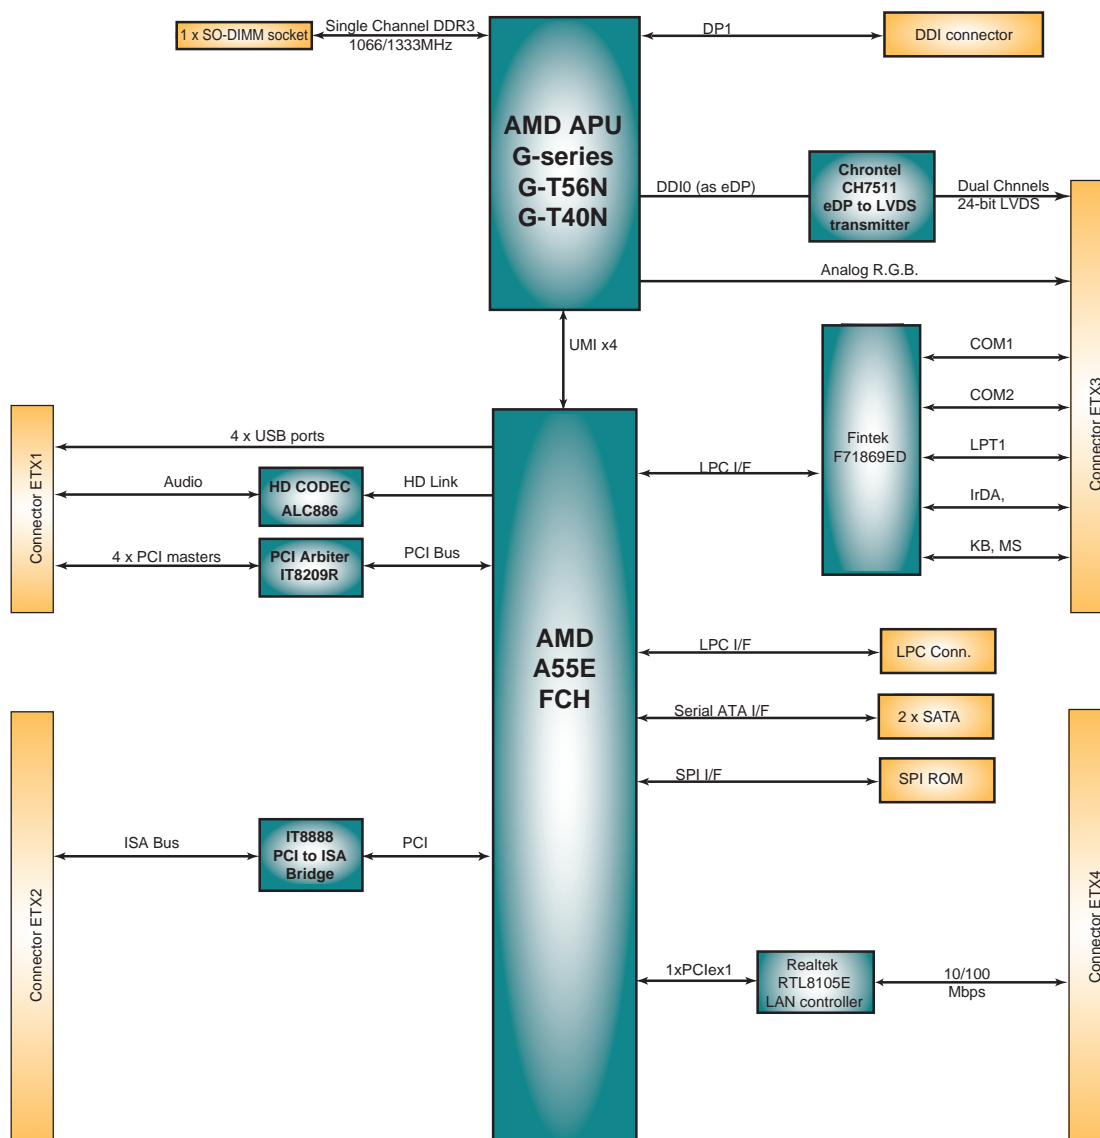 1 x SO-DIMM socket
Single Channel DDR3
1066/1333MHz
AMD APU
G-series
G-T56N
G-T40N
DP1
DDI connector
DDI0 (as eDP)
Chrontel
CH7511
eDP to LVDS
transmitter
Dual Chnnels
24-bit LVDS
Analog R.G.B.
UMI x4
Connector ETX3
Fintek
F71869ED
COM1
COM2
LPT1
IrDA,
KB, MS
LPC I/F
Connector ETX1
4 x USB ports
Audio
HD CODEC
ALC886
HD Link
4 x PCI masters
PCI Arbiter
IT8209R
PCI Bus
AMD
A55E
FCH
LPC I/F
LPC Conn.
Serial ATA I/F
2 x SATA
SPI I/F
SPI ROM
Connector ETX2
ISA Bus
IT8888
PCI to ISA
Bridge
PCI
1xPCIex1
Realtek
RTL8105E
LAN controller
10/100
Mbps
Connector ETX4